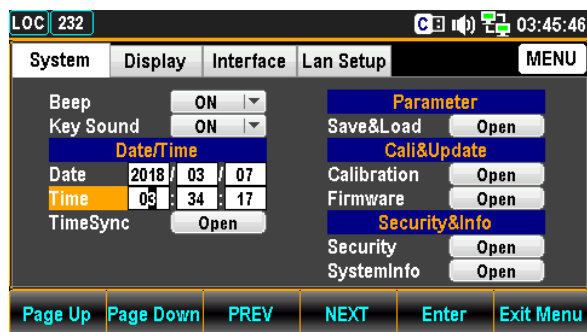 LOC 232 C 03:45:46
System Display Interface Lan Setup MENU
Beep ON
Key Sound ON
Date/Time
Date 2018 / 03 / 07
Time 03 : 34 : 17
TimeSync Open
Parameter
Save&Load Open
Cali&Update
Calibration Open
Firmware Open
Security&Info
Security Open
SystemInfo Open
Page Up Page Down PREV NEXT Enter Exit Menu